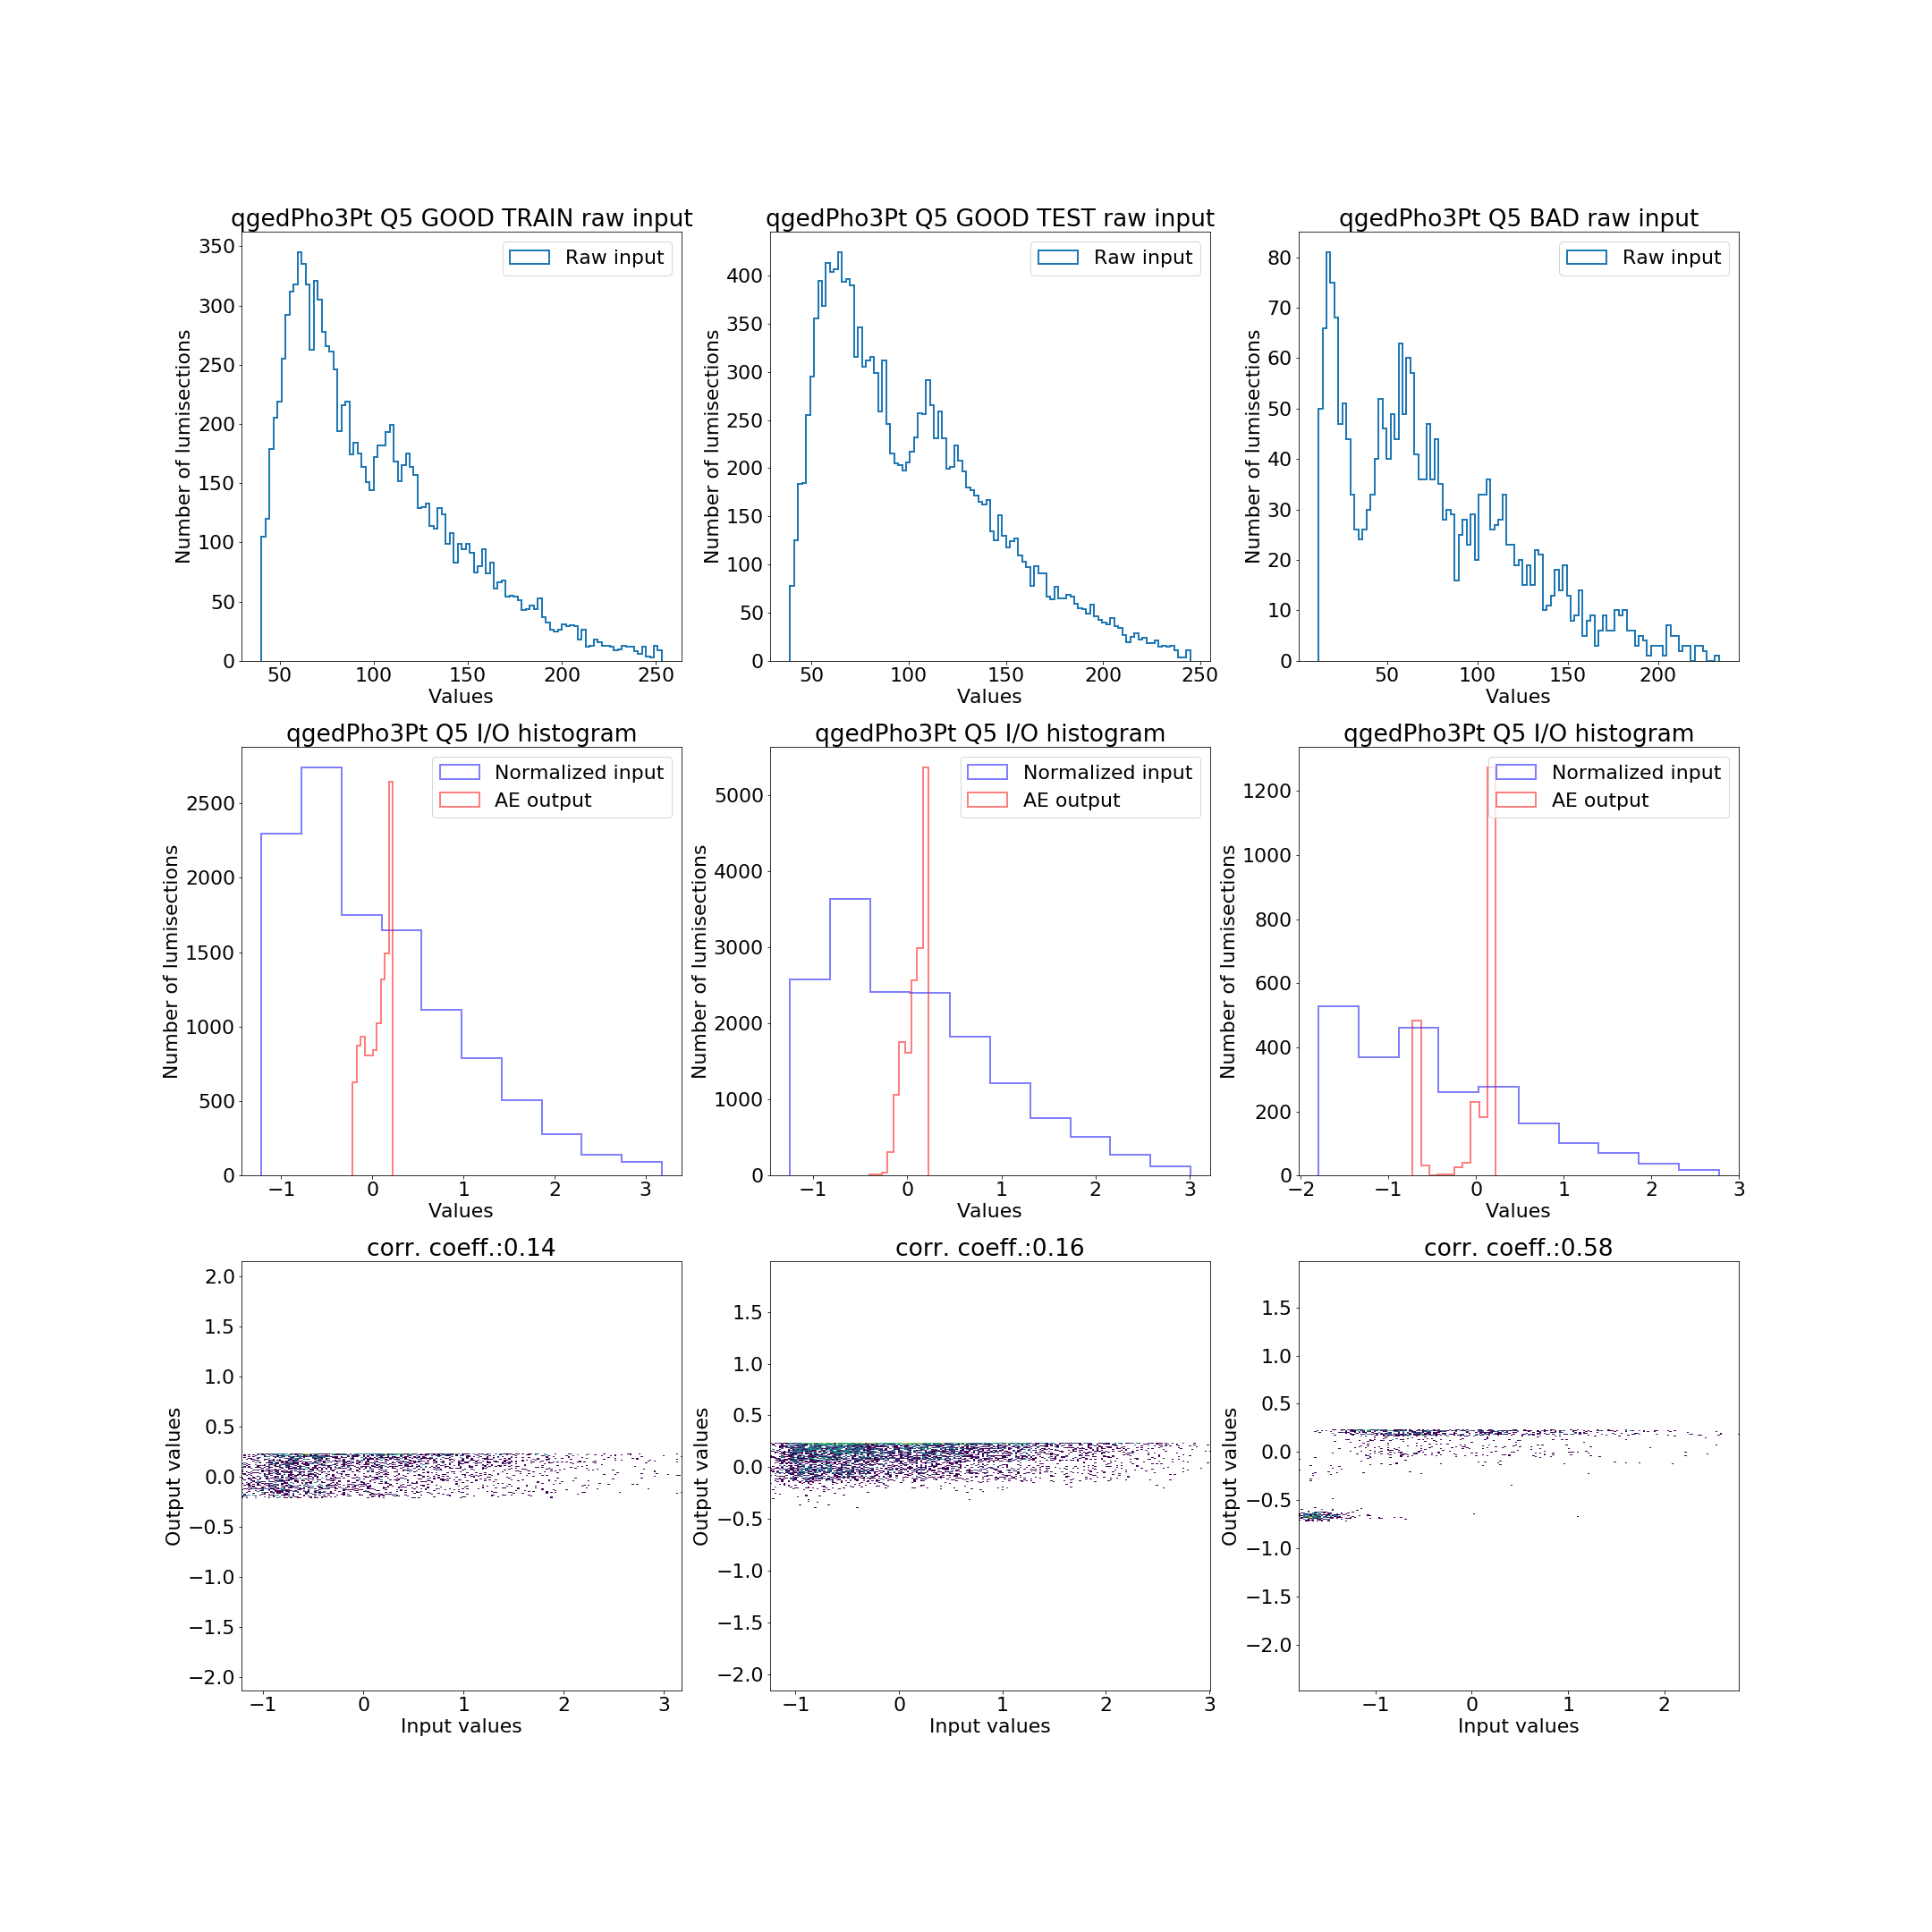 qgedPho3Pt Q5 GOOD TRAIN raw input
Raw input
Number of lumisections
350
300
250
200
150
100
50
0
50 100 150 200 250
Values
qgedPho3Pt Q5 GOOD TEST raw input
Raw input
Number of lumisections
400
350
300
250
200
150
100
50
0
50 100 150 200 250
Values
qgedPho3Pt Q5 BAD raw input
Raw input
Number of lumisections
80
70
60
50
40
30
20
10
0
50 100 150 200
Values
qgedPho3Pt Q5 I/O histogram
Normalized input
AE output
Number of lumisections
2500
2000
1500
1000
500
0
−1 0 1 2 3
Values
qgedPho3Pt Q5 I/O histogram
Normalized input
AE output
Number of lumisections
5000
4000
3000
2000
1000
0
−1 0 1 2 3
Values
qgedPho3Pt Q5 I/O histogram
Normalized input
AE output
Number of lumisections
1200
1000
800
600
400
200
0
−2 −1 0 1 2 3
Values
corr. coeff.:0.14
Output values
2.0
1.5
1.0
0.5
0.0
−0.5
−1.0
−1.5
−2.0
−1 0 1 2 3
Input values
corr. coeff.:0.16
Output values
1.5
1.0
0.5
0.0
−0.5
−1.0
−1.5
−2.0
−1 0 1 2 3
Input values
corr. coeff.:0.58
Output values
1.5
1.0
0.5
0.0
−0.5
−1.0
−1.5
−2.0
−1 0 1 2
Input values